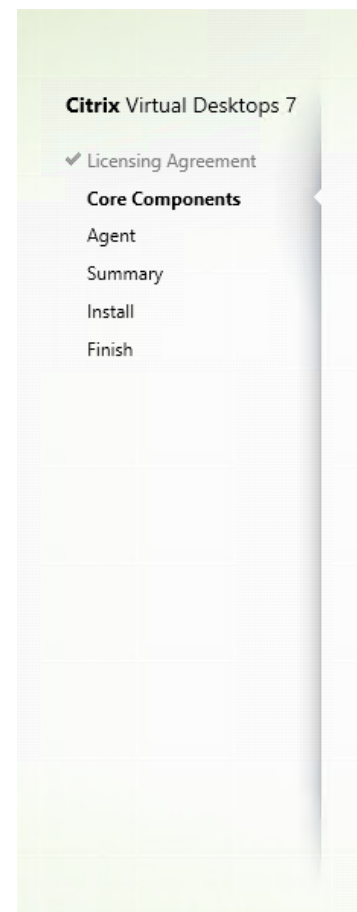 Citrix Virtual Desktops 7
Licensing Agreement
Core Components
Agent
Summary
Install
Finish